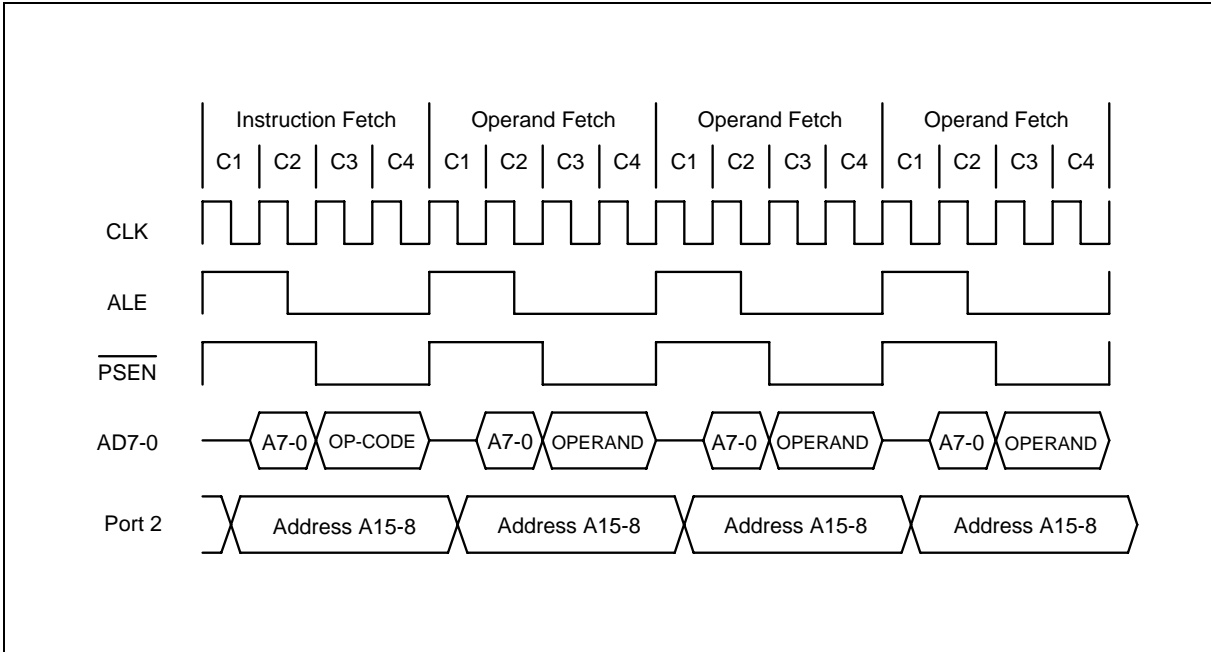 Instruction Fetch Operand Fetch Operand Fetch Operand Fetch
C1 C2 C3 C4 C1 C2 C3 C4 C1 C2 C3 C4 C1 C2 C3 C4
CLK
ALE
PSEN
AD7-0 A7-0 OP-CODE A7-0 OPERAND A7-0 OPERAND A7-0 OPERAND
Port 2 Address A15-8 Address A15-8 Address A15-8 Address A15-8